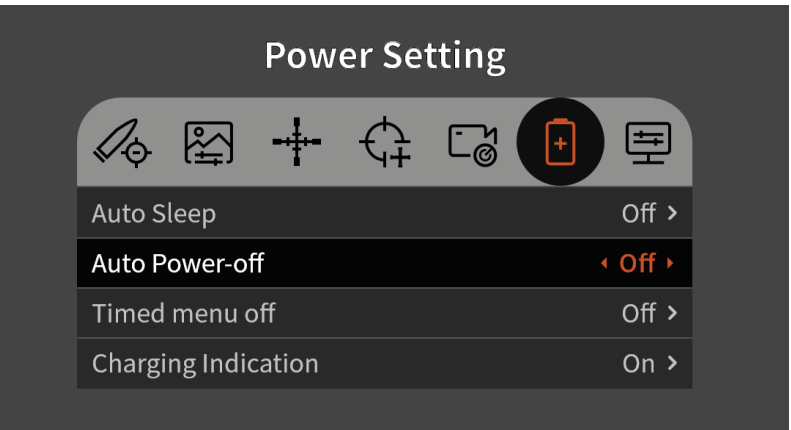 Power Setting
Auto Sleep Off
Auto Power-off Off
Timed menu off Off
Charging Indication On